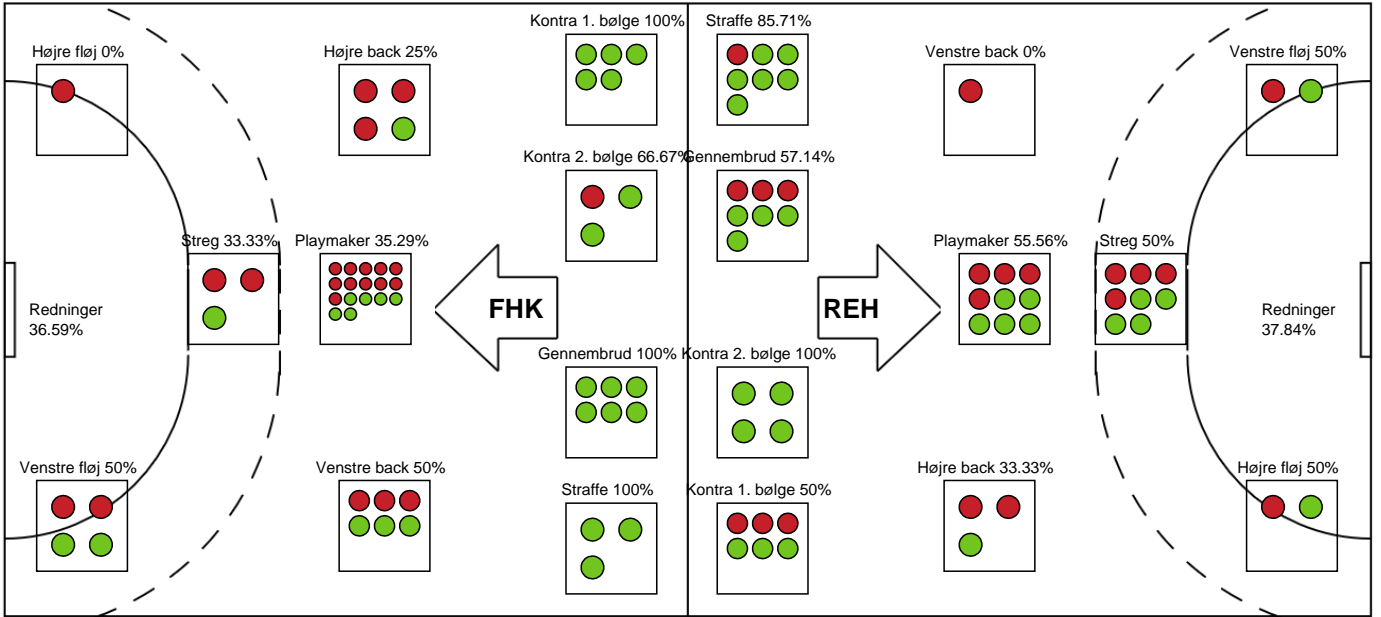 Kontra 1. bølge 100%
Straffe 85.71%
Højre fløj 0%
Højre back 25%
Venstre back 0%
Venstre fløj 50%
Kontra 2. bølge 66.67%
Gennembrud 57.14%
Streg 33.33%
Playmaker 35.29%
Playmaker 55.56%
Streg 50%
Redninger
36.59%
FHK
REH
Redninger
37.84%
Gennembrud 100%
Kontra 2. bølge 100%
Venstre fløj 50%
Venstre back 50%
Straffe 100%
Kontra 1. bølge 50%
Højre back 33.33%
Højre fløj 50%